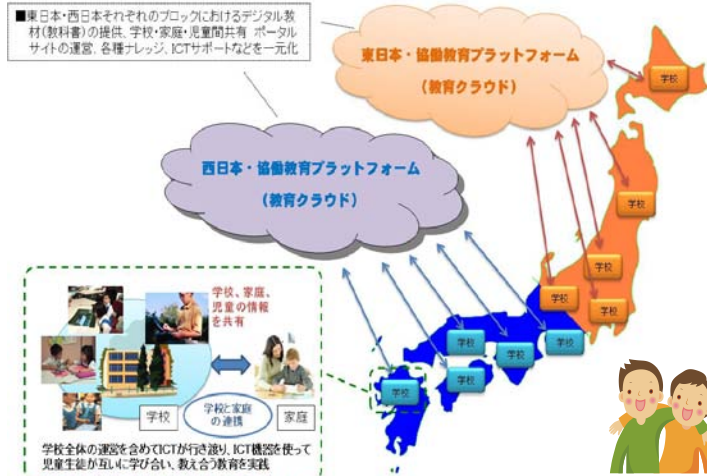 ■東日本・西日本それぞれのブロックにおけるデジタル教
材(教科書)の提供、学校・家庭・児童間共有 ポータル
サイトの運営、各種ナレッジ、ICTサポートなどを一元化
東日本・協働教育プラットフォーム
(教育クラウド)
学校
西日本・協働教育プラットフォーム
(教育クラウド)
学校
学校
学校
学校
学校
学校
学校
学校
学校
学校、家庭、
児童の情報
を共有
学校
学校と家庭
の連携
家庭
学校全体の運営を含めてICTが行き渡り、ICT機器を使って
児童生徒が互いに学び合い、教え合う教育を実践